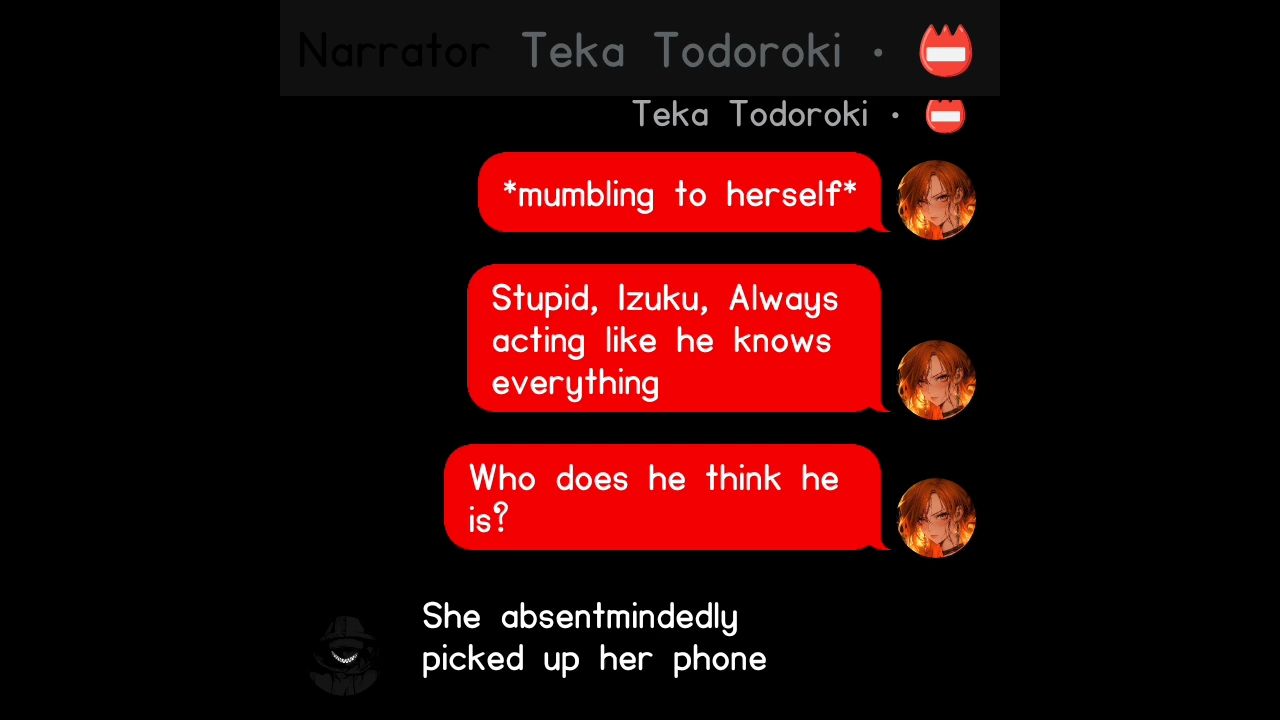 Narrator Teka Todoroki •
Teka Todoroki •
*mumbling to herself*
Stupid, Izuku, Always
acting like he knows
everything
Who does he think he
is?
She absentmindedly
picked up her phone